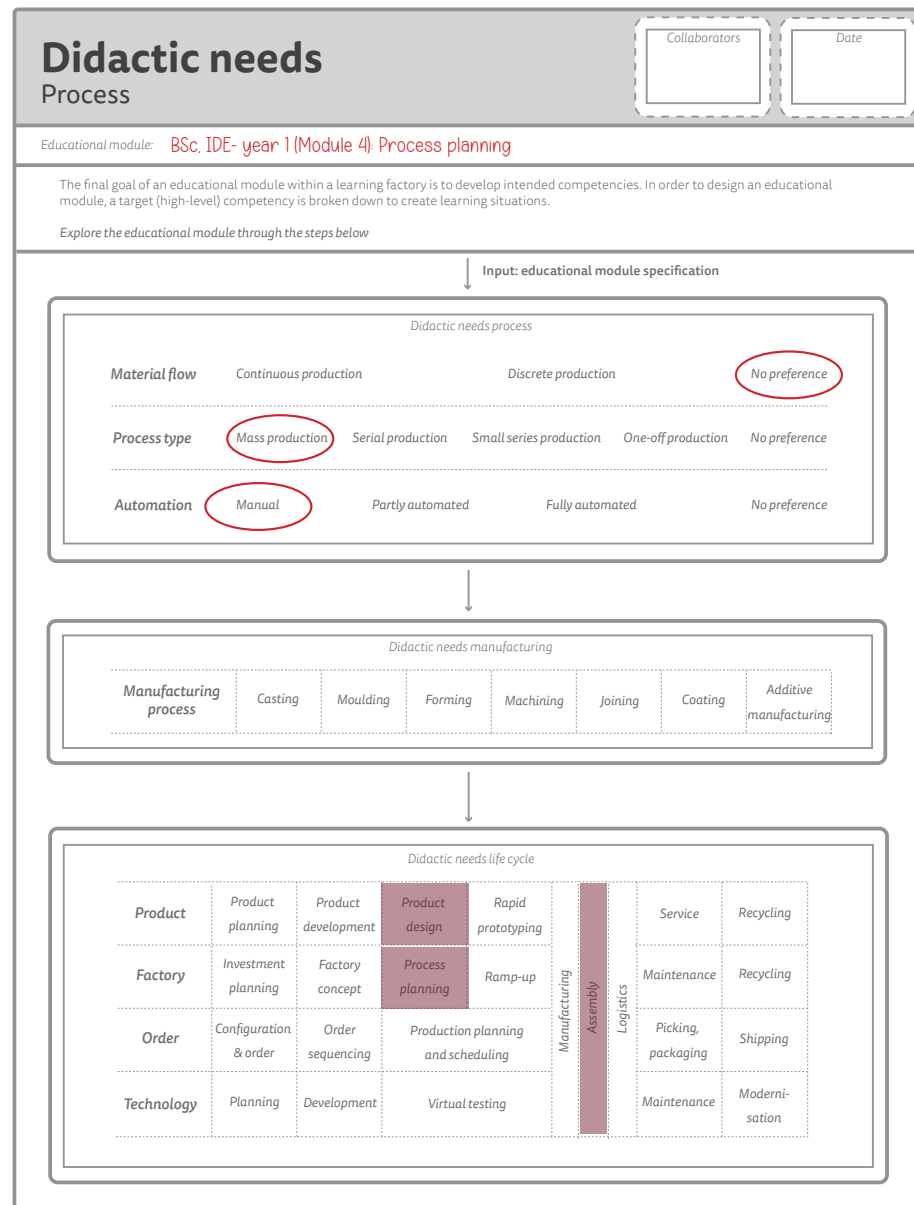 Didactic needs
Process
Collaborators
Date
Educational module: BSc, IDE- year 1 (Module 4): Process planning
The final goal of an educational module within a learning factory is to develop intended competencies. In order to design an educational
module, a target (high-level) competency is broken down to create learning situations.
Explore the educational module through the steps below
Input: educational module specification
Didactic needs process
Material flow Continuous production Discrete production No preference
Process type Mass production Serial production Small series production One-off production No preference
Automation Manual Partly automated Fully automated No preference
Didactic needs manufacturing
Manufacturing
process
Casting
Moulding
Forming
Machining
Joining
Coating
Additive
manufacturing
Didactic needs life cycle
Product
Product
planning
Product
development
Product
design
Rapid
prototyping
Manufacturing
Assembly
Logistics
Service
Recycling
Factory
Investment
planning
Factory
concept
Process
planning
Ramp-up
Maintenance
Recycling
Order
Configuration
& order
Order
sequencing
Production planning
and scheduling
Picking,
packaging
Shipping
Technology
Planning
Development
Virtual testing
Maintenance
Moderni-
sation